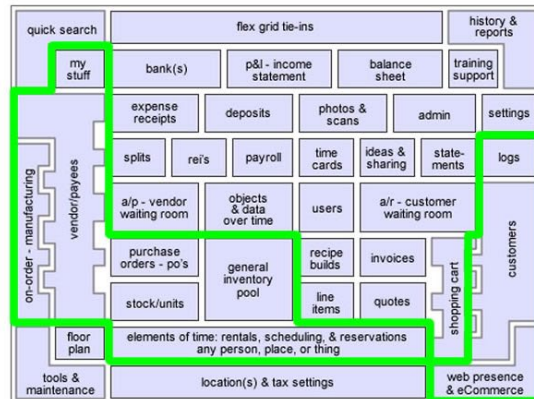 quick search
flex grid tie-ins
history &
reports
my
stuff
bank(s)
p&l - income
statement
balance
sheet
training
support
expense
receipts
deposits
photos &
scans
admin
settings
splits
rei's
payroll
time
cards
ideas &
sharing
state-
ments
logs
on-order - manufacturing
vendor/payees
a/p - vendor
waiting room
objects
& data
over time
users
a/r - customer
waiting room
customers
purchase
orders - po's
general
inventory
pool
recipe
builds
invoices
shopping cart
stock/units
line
items
quotes
floor
plan
elements of time: rentals, scheduling, & reservations
any person, place, or thing
tools &
maintenance
location(s) & tax settings
web presence
& eCommerce